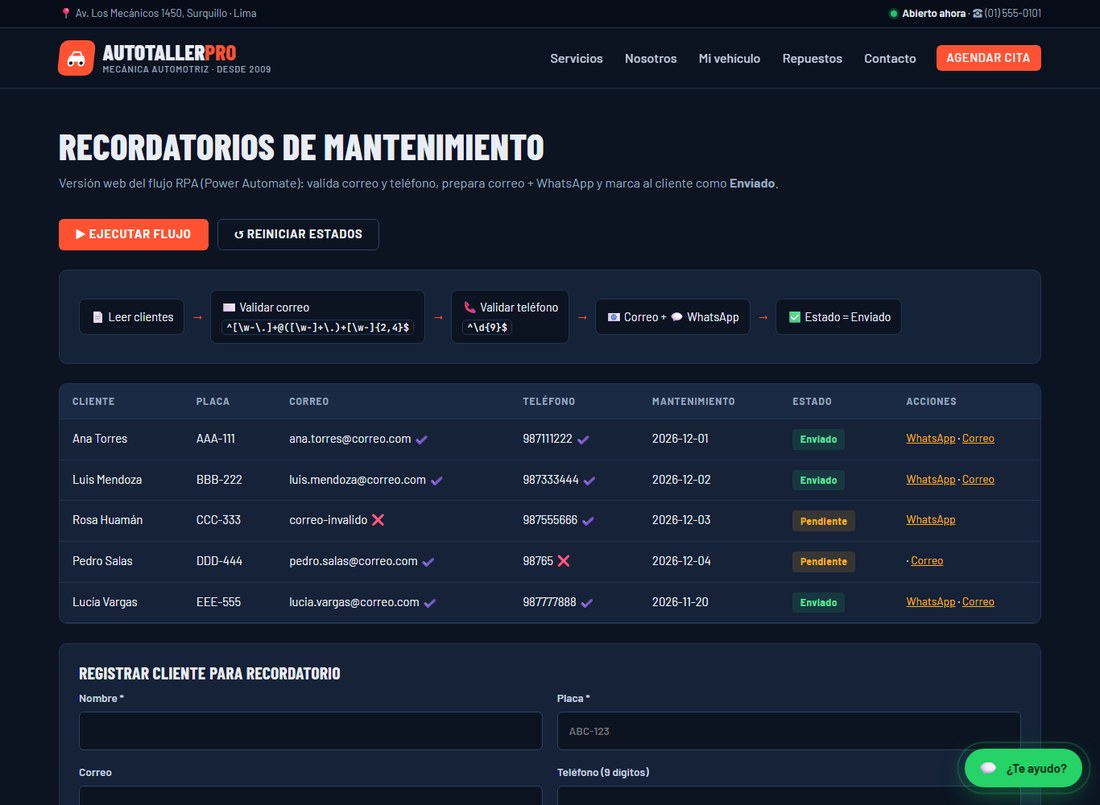 📍 Av. Los Mecánicos 1450, Surquillo · Lima
Abierto ahora · ☎ (01) 555-0101
AUTOTALLERPRO
MECÁNICA AUTOMOTRIZ · DESDE 2009
Servicios Nosotros Mi vehículo Repuestos Contacto AGENDAR CITA
RECORDATORIOS DE MANTENIMIENTO
Versión web del flujo RPA (Power Automate): valida correo y teléfono, prepara correo + WhatsApp y marca al cliente como Enviado.
▶ EJECUTAR FLUJO
↺ REINICIAR ESTADOS
📄 Leer clientes →
✉ Validar correo
^[\w-\.]+@([\w-]+\.)+[\w-]{2,4}$
→
📞 Validar teléfono
^\d{9}$
→ 📧 Correo + 💬 WhatsApp → ✅ Estado = Enviado
CLIENTE PLACA CORREO TELÉFONO MANTENIMIENTO ESTADO ACCIONES
Ana Torres AAA-111 ana.torres@correo.com ✔ 987111222 ✔ 2026-12-01 Enviado WhatsApp · Correo
Luis Mendoza BBB-222 luis.mendoza@correo.com ✔ 987333444 ✔ 2026-12-02 Enviado WhatsApp · Correo
Rosa Huamán CCC-333 correo-invalido ❌ 987555666 ✔ 2026-12-03 Pendiente WhatsApp
Pedro Salas DDD-444 pedro.salas@correo.com ✔ 98765 ❌ 2026-12-04 Pendiente · Correo
Lucía Vargas EEE-555 lucia.vargas@correo.com ✔ 987777888 ✔ 2026-11-20 Enviado WhatsApp · Correo
REGISTRAR CLIENTE PARA RECORDATORIO
Nombre * Placa *
ABC-123
Correo Teléfono (9 dígitos)
💬 ¿Te ayudo?